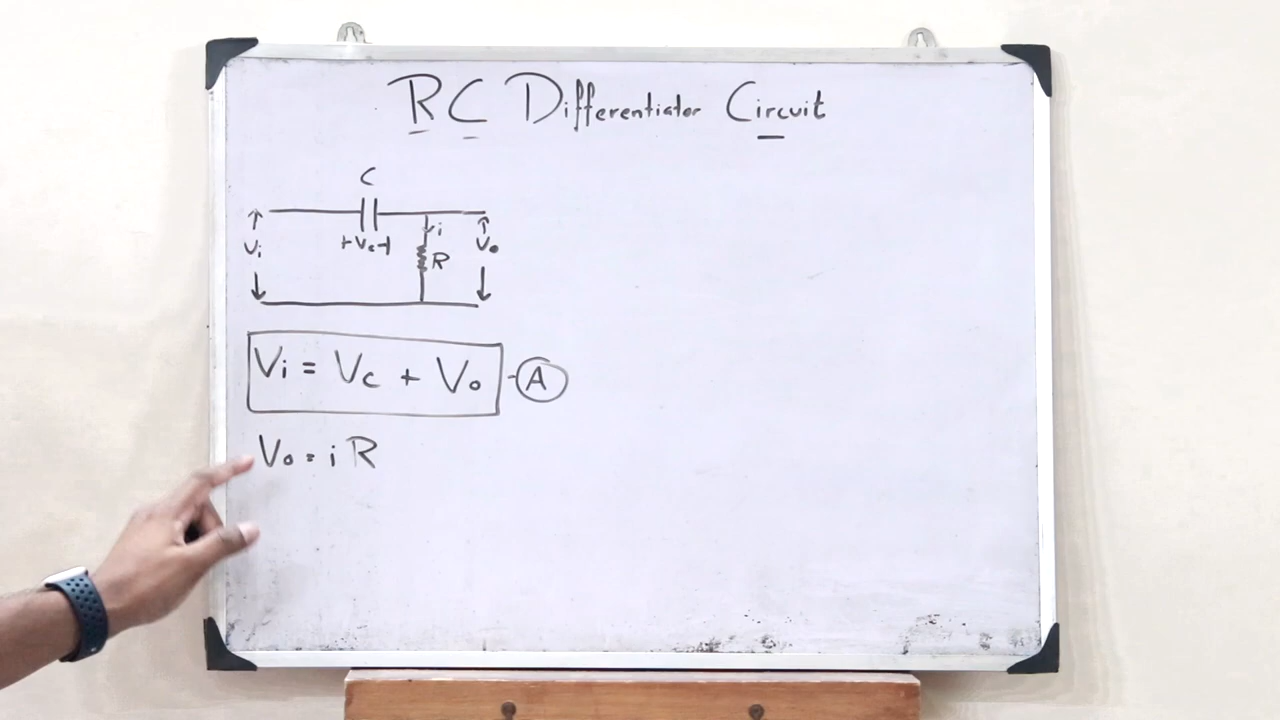 RC Differentiator Circuit
C
Vi
+Vc-
i
R
Vo
Vi = Vc + Vo -A
Vo = iR